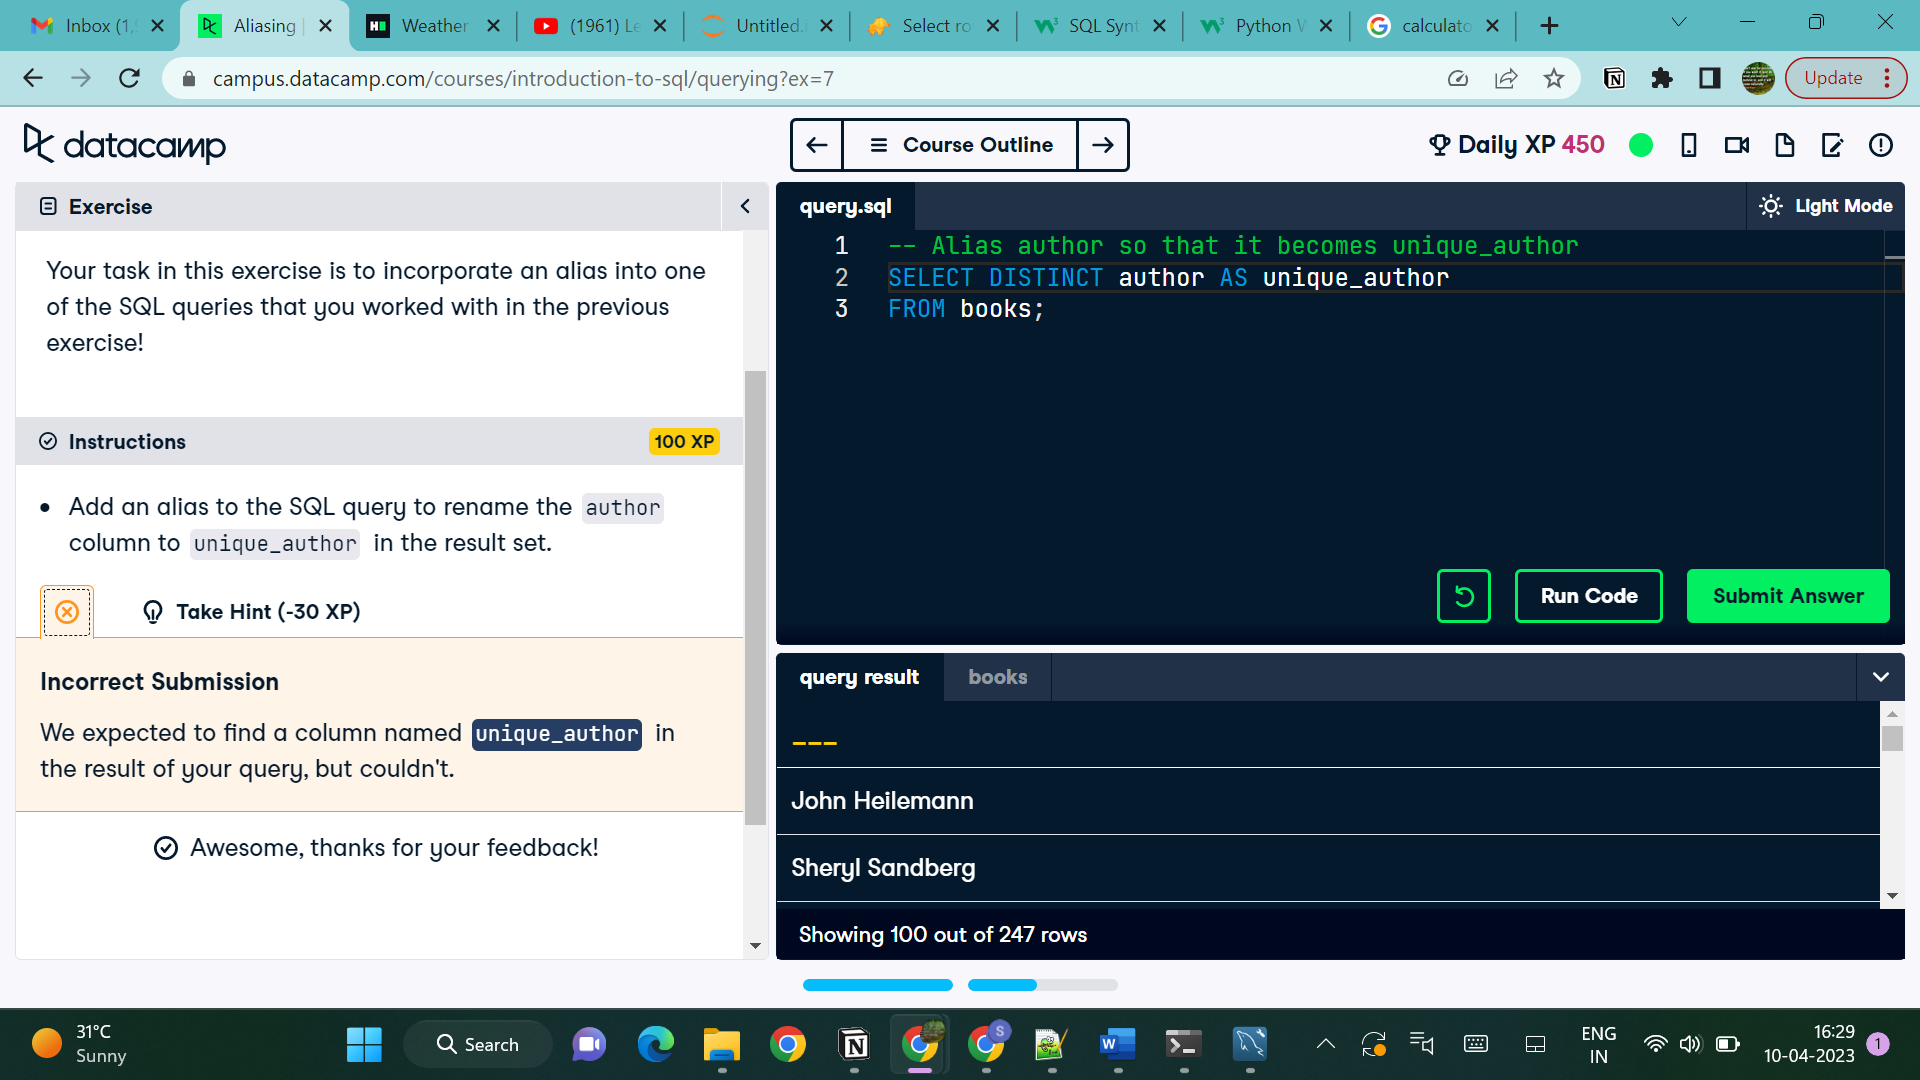 Inbox (1,
Aliasing |
Weather
(1961) Le
Untitled.i
Select ro
SQL Synt
Python W
calculato
campus.datacamp.com/courses/introduction-to-sql/querying?ex=7
Update
datacamp
Course Outline
Daily XP 450
Exercise
Your task in this exercise is to incorporate an alias into one
of the SQL queries that you worked with in the previous
exercise!
Instructions
100 XP
Add an alias to the SQL query to rename the author
column to unique_author in the result set.
Take Hint (-30 XP)
Incorrect Submission
We expected to find a column named unique_author in
the result of your query, but couldn't.
Awesome, thanks for your feedback!
query.sql
Light Mode
1 -- Alias author so that it becomes unique_author
2 SELECT DISTINCT author AS unique_author
3 FROM books;
Run Code
Submit Answer
query result
books
---
John Heilemann
Sheryl Sandberg
Showing 100 out of 247 rows
31°C
Sunny
Search
S
ENG
IN
16:29
10-04-2023
1